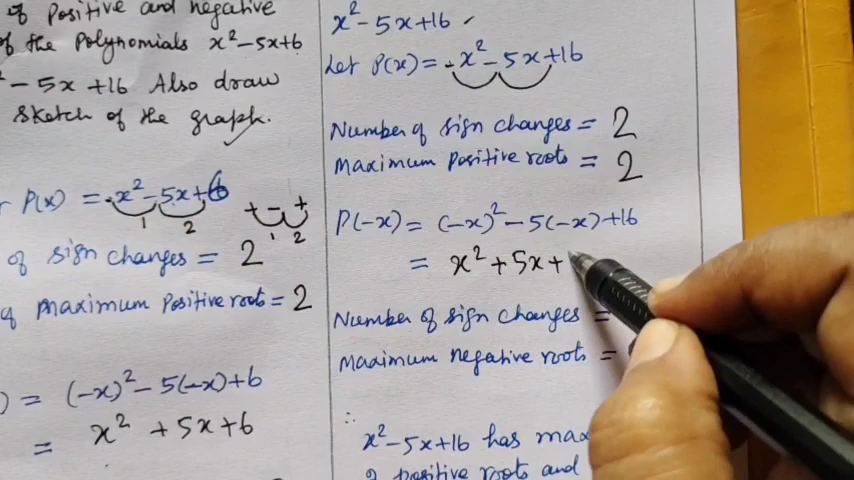 of positive and negative
of the Polynomials x²-5x+6
- 5x +16 Also draw
sketch of the graph.
P(x) = x²-5x+6
1 2
+ - +
1 2
of sign changes = 2
maximum positive roots = 2
) = (-x)² - 5(-x)+6
= x² +5x+6
x²-5x+16
Let P(x) = x²-5x+16
Number of sign changes = 2
Maximum positive roots = 2
P(-x) = (-x)² - 5(-x)+16
= x²+5x+
Number of sign changes =
Maximum negative roots =
∴
x²-5x+16 has
of positive roots and